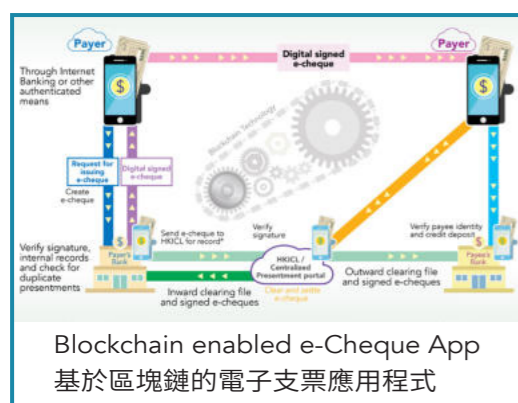 Payer
Payer
Digital signed
e-cheque
Through Internet
Banking or other
authenticated
means
Blockchain Technology
Request for
issuing
e-cheque
Digital signed
e-cheque
Create
e-cheque
Send e-cheque to
HKICL for record*
Verify
signature
Verify payee identity
and credit deposit
Verify signature,
internal records
and check for
duplicate
presentments
Payer's
Bank
HKICL /
Centralized
Presentment portal
Clear and settle
e-cheque
Payee's
Bank
Inward clearing file
and signed e-cheques
Outward clearing file
and signed e-cheques
Blockchain enabled e-Cheque App
基於區塊鏈的電子支票應用程式